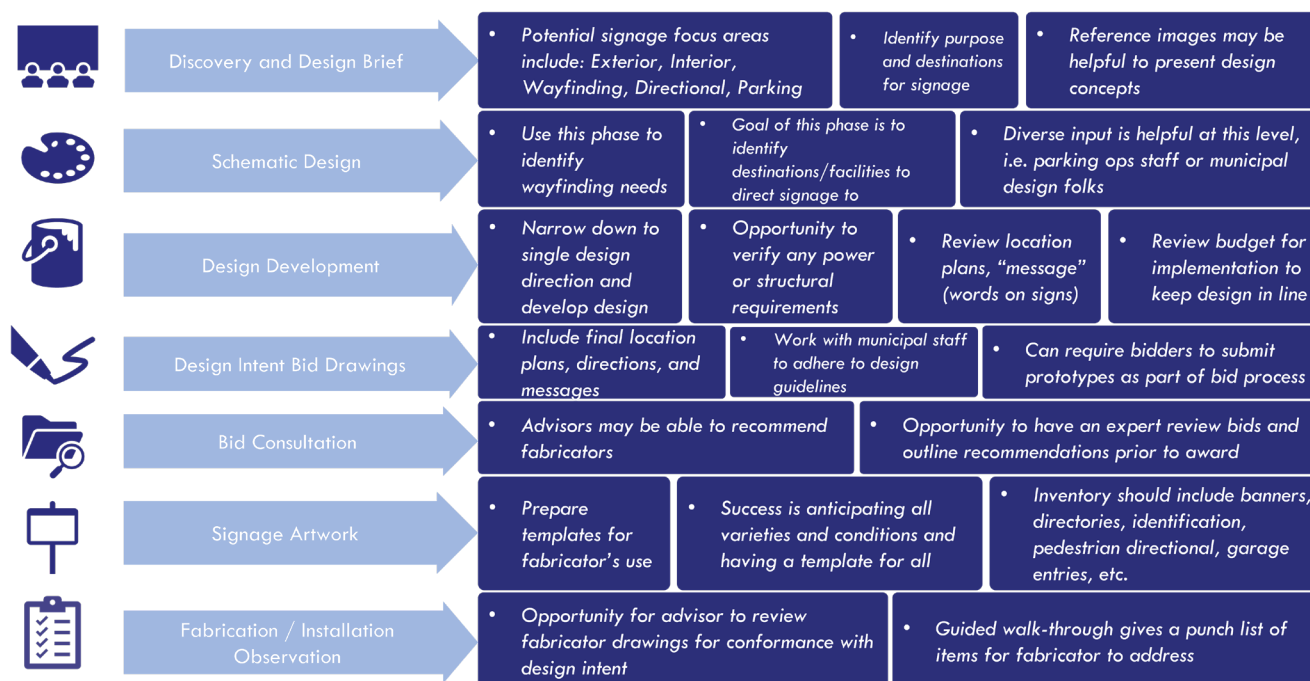 Discovery and Design Brief
• Potential signage focus areas
include: Exterior, Interior,
Wayfinding, Directional, Parking
• Identify purpose
and destinations
for signage
• Reference images may be
helpful to present design
concepts
Schematic Design
• Use this phase to
identify
wayfinding needs
• Goal of this phase is to
identify
destinations/facilities to
direct signage to
• Diverse input is helpful at this level,
i.e. parking ops staff or municipal
design folks
Design Development
• Narrow down to
single design
direction and
develop design
• Opportunity to
verify any power
or structural
requirements
• Review location
plans, “message”
(words on signs)
• Review budget for
implementation to
keep design in line
Design Intent Bid Drawings
• Include final location
plans, directions, and
messages
• Work with municipal staff
to adhere to design
guidelines
• Can require bidders to submit
prototypes as part of bid process
Bid Consultation
• Advisors may be able to recommend
fabricators
• Opportunity to have an expert review bids and
outline recommendations prior to award
Signage Artwork
• Prepare
templates for
fabricator’s use
• Success is anticipating all
varieties and conditions and
having a template for all
• Inventory should include banners,
directories, identification,
pedestrian directional, garage
entries, etc.
Fabrication / Installation
Observation
• Opportunity for advisor to review
fabricator drawings for conformance with
design intent
• Guided walk-through gives a punch list of
items for fabricator to address